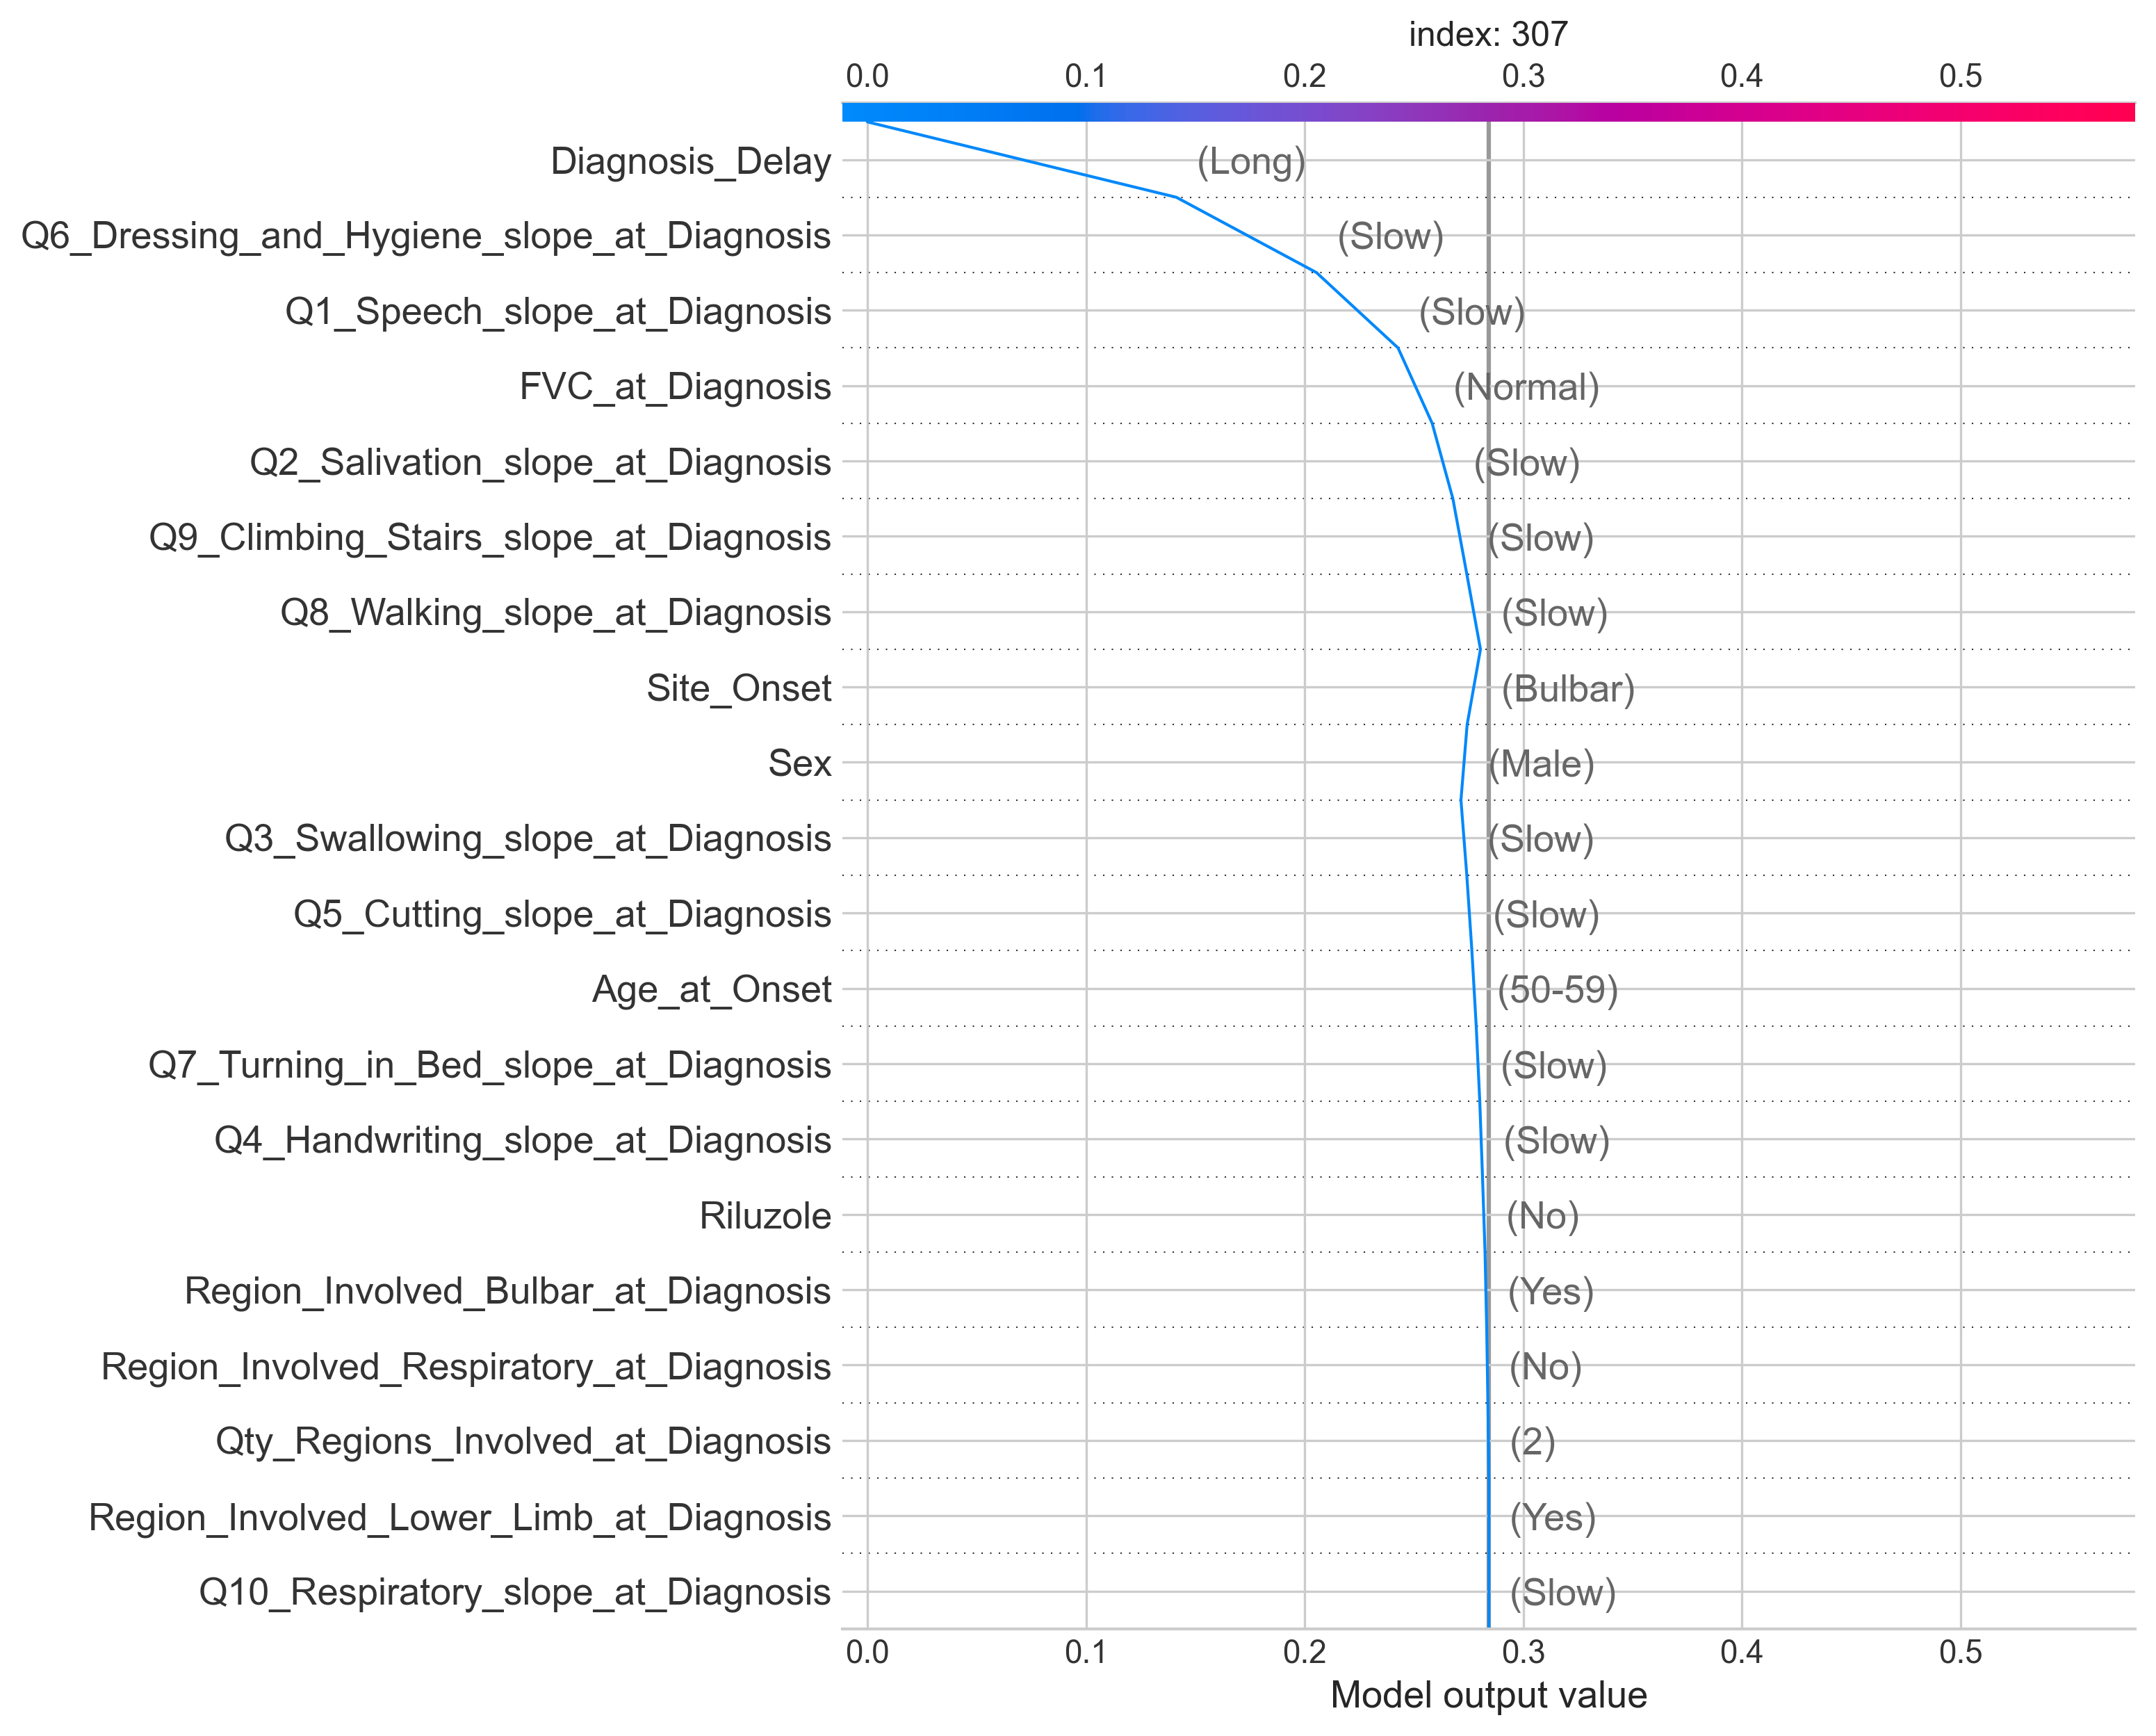 index: 307
0.0 0.1 0.2 0.3 0.4 0.5
Diagnosis_Delay (Long)
Q6_Dressing_and_Hygiene_slope_at_Diagnosis (Slow)
Q1_Speech_slope_at_Diagnosis (Slow)
FVC_at_Diagnosis (Normal)
Q2_Salivation_slope_at_Diagnosis (Slow)
Q9_Climbing_Stairs_slope_at_Diagnosis (Slow)
Q8_Walking_slope_at_Diagnosis (Slow)
Site_Onset (Bulbar)
Sex (Male)
Q3_Swallowing_slope_at_Diagnosis (Slow)
Q5_Cutting_slope_at_Diagnosis (Slow)
Age_at_Onset (50-59)
Q7_Turning_in_Bed_slope_at_Diagnosis (Slow)
Q4_Handwriting_slope_at_Diagnosis (Slow)
Riluzole (No)
Region_Involved_Bulbar_at_Diagnosis (Yes)
Region_Involved_Respiratory_at_Diagnosis (No)
Qty_Regions_Involved_at_Diagnosis (2)
Region_Involved_Lower_Limb_at_Diagnosis (Yes)
Q10_Respiratory_slope_at_Diagnosis (Slow)
0.0 0.1 0.2 0.3 0.4 0.5
Model output value